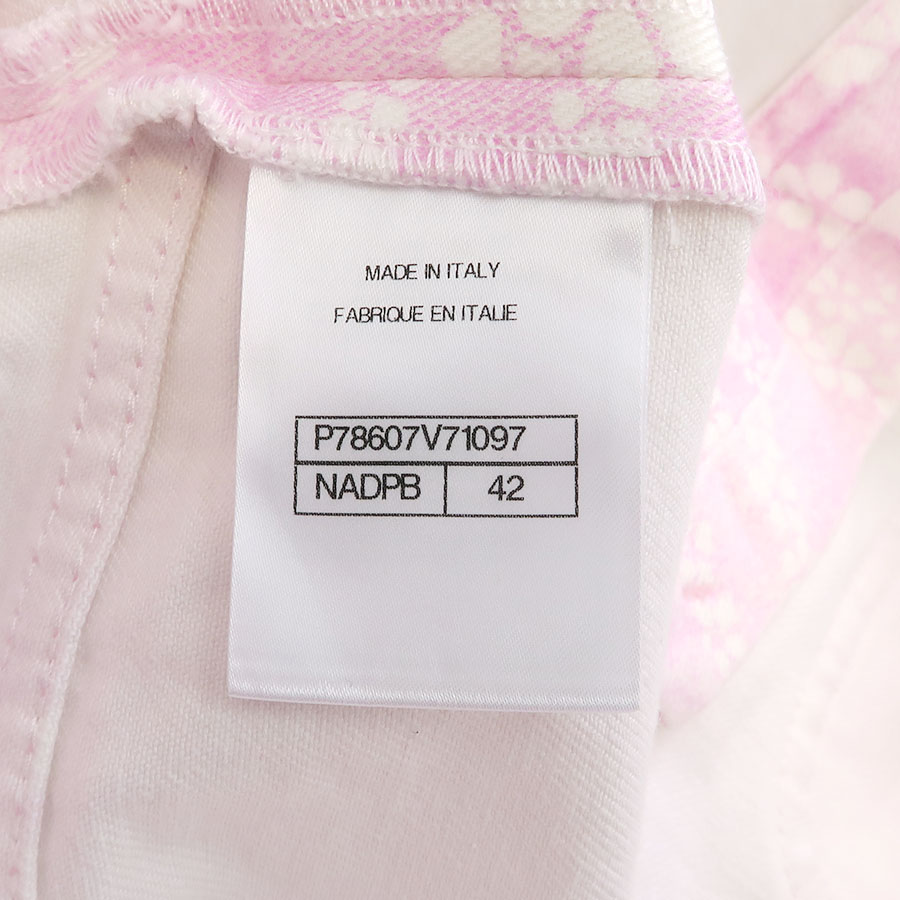 MADE IN ITALY
FABRIQUE EN ITALIE
P78607V71097
NADPB 42